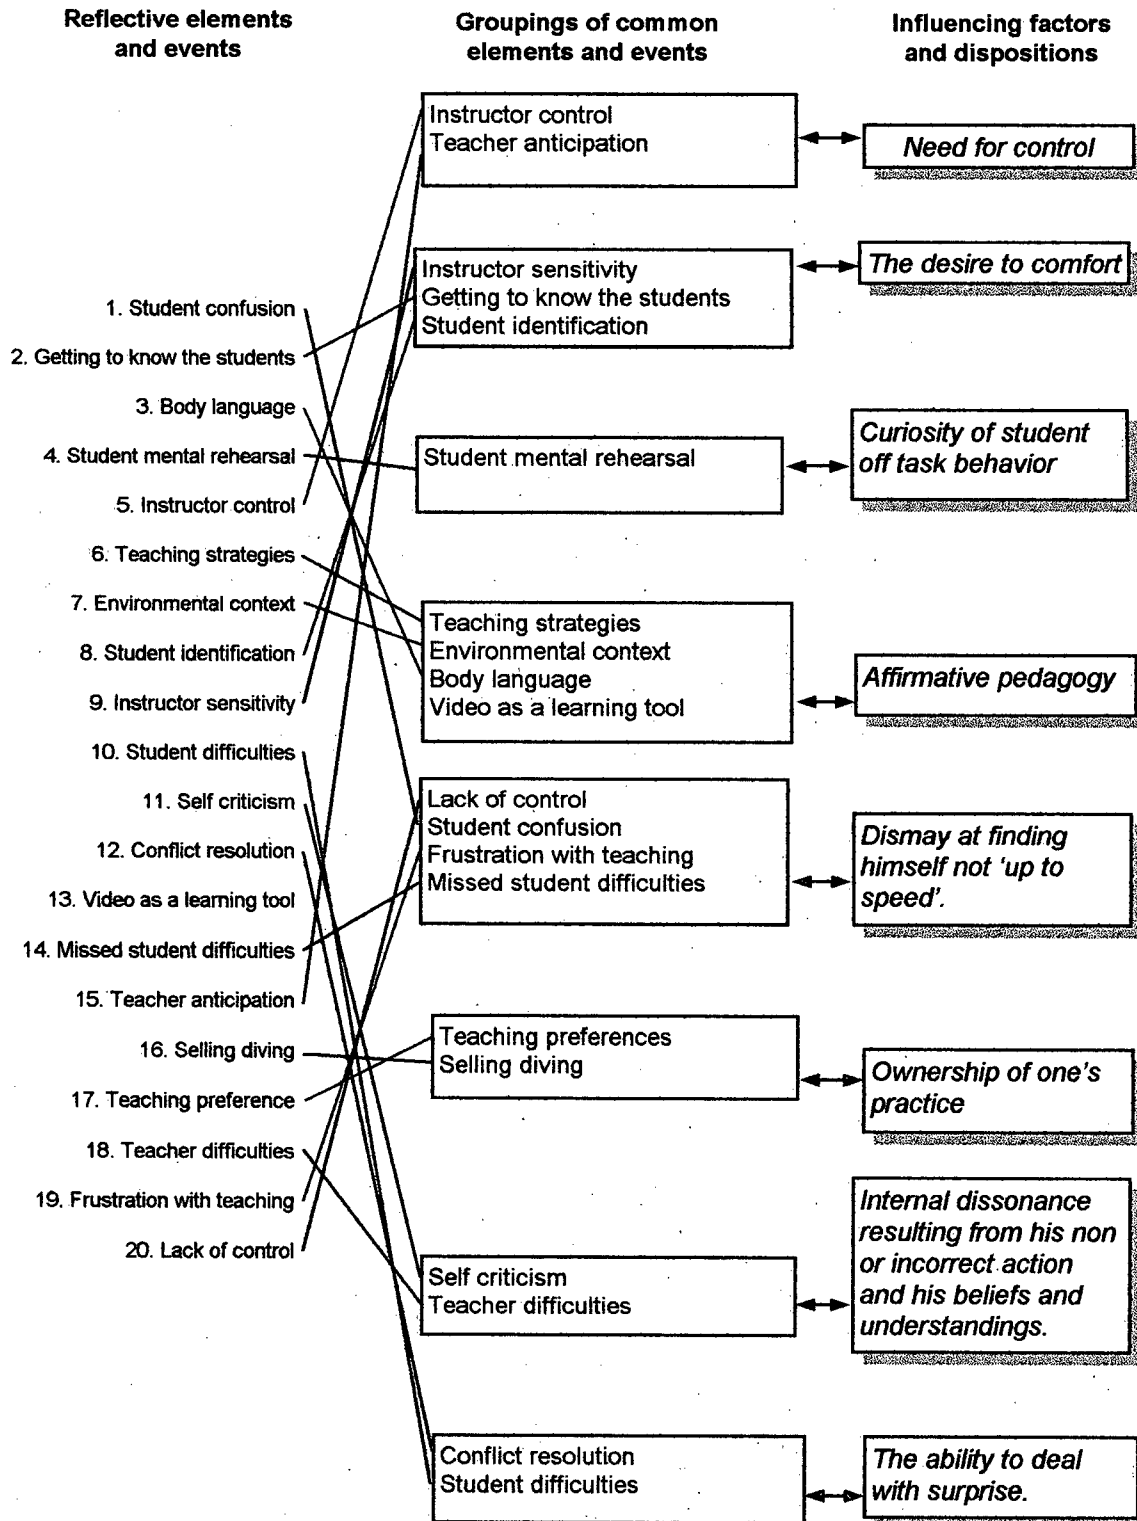 Reflective elements
and events
Groupings of common
elements and events
Influencing factors
and dispositions
1. Student confusion
2. Getting to know the students
3. Body language
4. Student mental rehearsal
5. Instructor control
6. Teaching strategies
7. Environmental context
8. Student identification
9. Instructor sensitivity
10. Student difficulties
11. Self criticism
12. Conflict resolution
13. Video as a learning tool
14. Missed student difficulties
15. Teacher anticipation
16. Selling diving
17. Teaching preference
18. Teacher difficulties
19. Frustration with teaching
20. Lack of control
Instructor control
Teacher anticipation
Instructor sensitivity
Getting to know the students
Student identification
Student mental rehearsal
Teaching strategies
Environmental context
Body language
Video as a learning tool
Lack of control
Student confusion
Frustration with teaching
Missed student difficulties
Teaching preferences
Selling diving
Self criticism
Teacher difficulties
Conflict resolution
Student difficulties
Need for control
The desire to comfort
Curiosity of student
off task behavior
Affirmative pedagogy
Dismay at finding
himself not ‘up to
speed’.
Ownership of one’s
practice
Internal dissonance
resulting from his non
or incorrect action
and his beliefs and
understandings.
The ability to deal
with surprise.